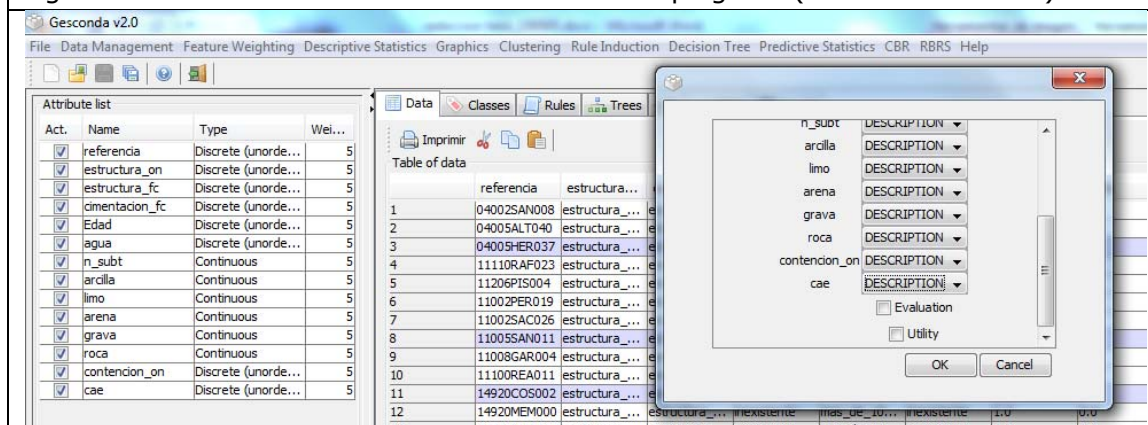 Gesconda v2.0
File Data Management Feature Weighting Descriptive Statistics Graphics Clustering Rule Induction Decision Tree Predictive Statistics CBR RBRS Help
Attribute list
Act. Name Type Wei...
referencia Discrete (unorde... 5
estructura_on Discrete (unorde... 5
estructura_fc Discrete (unorde... 5
cimentacion_fc Discrete (unorde... 5
Edad Discrete (unorde... 5
agua Discrete (unorde... 5
n_subt Continuous 5
arcilla Continuous 5
limo Continuous 5
arena Continuous 5
grava Continuous 5
roca Continuous 5
contencion_on Discrete (unorde... 5
cae Discrete (unorde... 5
Data Classes Rules Trees
Imprimir
Table of data
referencia estructura...
1 04002SAN008 estructura_...
2 04005ALT040 estructura_...
3 04005HER037 estructura_...
4 11110RAF023 estructura_...
5 11206PIS004 estructura_...
6 11002PER019 estructura_...
7 11002SAC026 estructura_...
8 11005SAN011 estructura_...
9 11008GAR004 estructura_...
10 11100REA011 estructura_...
11 14920COS002 estructura_...
12 14920MEM000 estructura_... estructura_... inexistente mas_de_10... inexistente 1.0 0.0
n_subt DESCRIPTION
arcilla DESCRIPTION
limo DESCRIPTION
arena DESCRIPTION
grava DESCRIPTION
roca DESCRIPTION
contencion_on DESCRIPTION
cae DESCRIPTION
Evaluation
Utility
OK Cancel